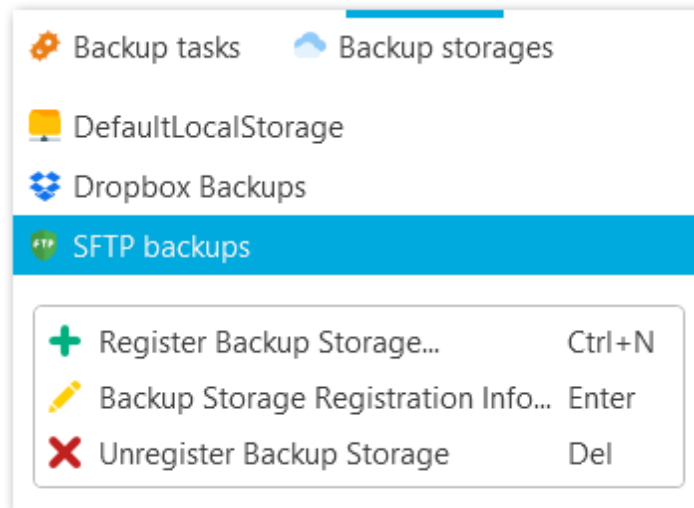 Backup tasks Backup storages
DefaultLocalStorage
Dropbox Backups
FTP SFTP backups
Register Backup Storage... Ctrl+N
Backup Storage Registration Info... Enter
Unregister Backup Storage Del